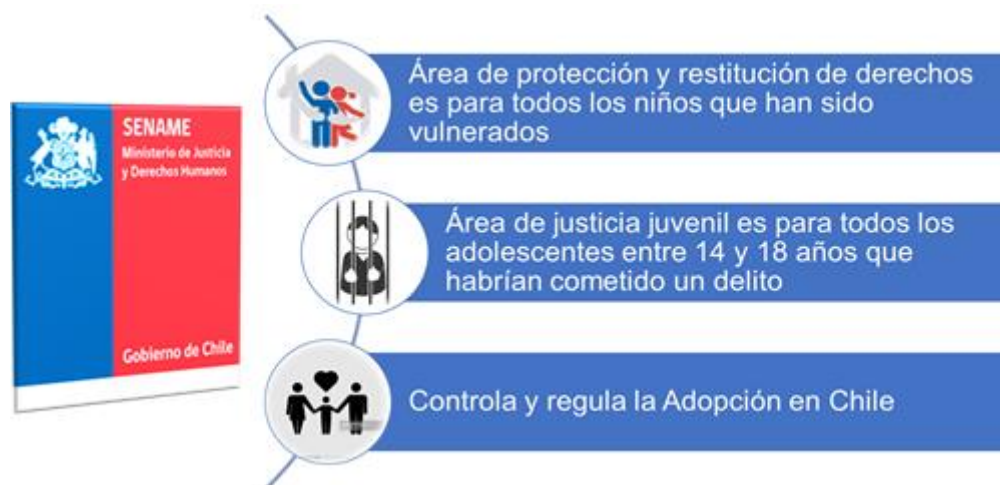 SENAME
Ministerio de Justicia
y Derechos Humanos
Gobierno de Chile
Área de protección y restitución de derechos
es para todos los niños que han sido
vulnerados
Área de justicia juvenil es para todos los
adolescentes entre 14 y 18 años que
habrían cometido un delito
Controla y regula la Adopción en Chile